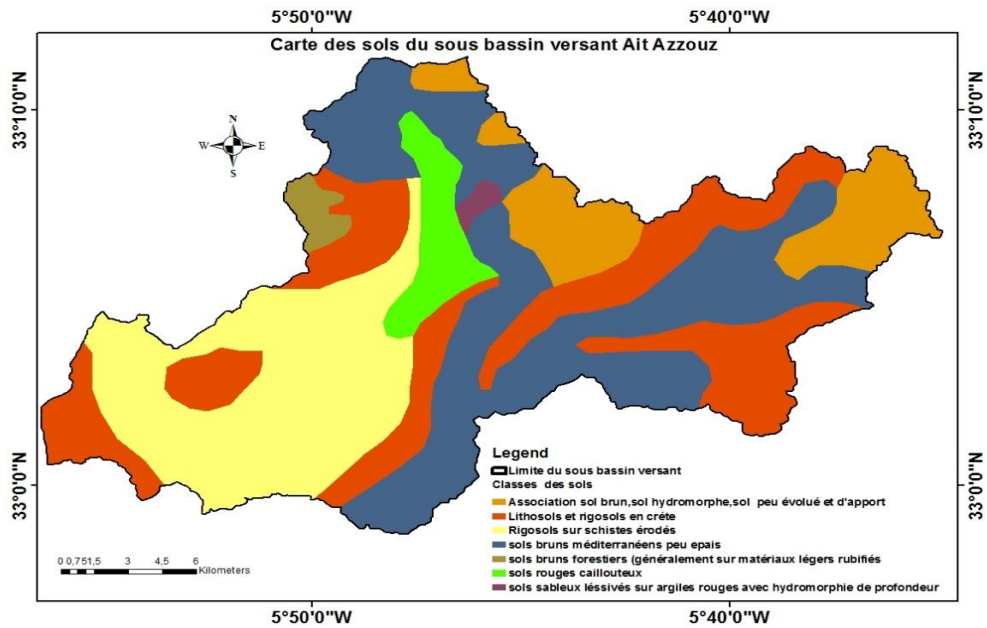 5°50'0"W 5°40'0"W
Carte des sols du sous bassin versant Ait Azzouz
33°10'0"N 33°10'0"N
N
W E
S
Legend
Limite du sous bassin versant
Classes des sols
Association sol brun,sol hydromorphe,sol peu évolué et d'apport
Lithosols et rigosols en créte
Rigosols sur schistes érodés
sols bruns méditerranéens peu epais
sols bruns forestiers (généralement sur matériaux légers rubifiés
sols rouges caillouteux
sols sableux léssivés sur argiles rouges avec hydromorphie de profondeur
33°0'0"N 33°0'0"N
0 0,751,5 3 4,5 6
Kilometers
5°50'0"W 5°40'0"W